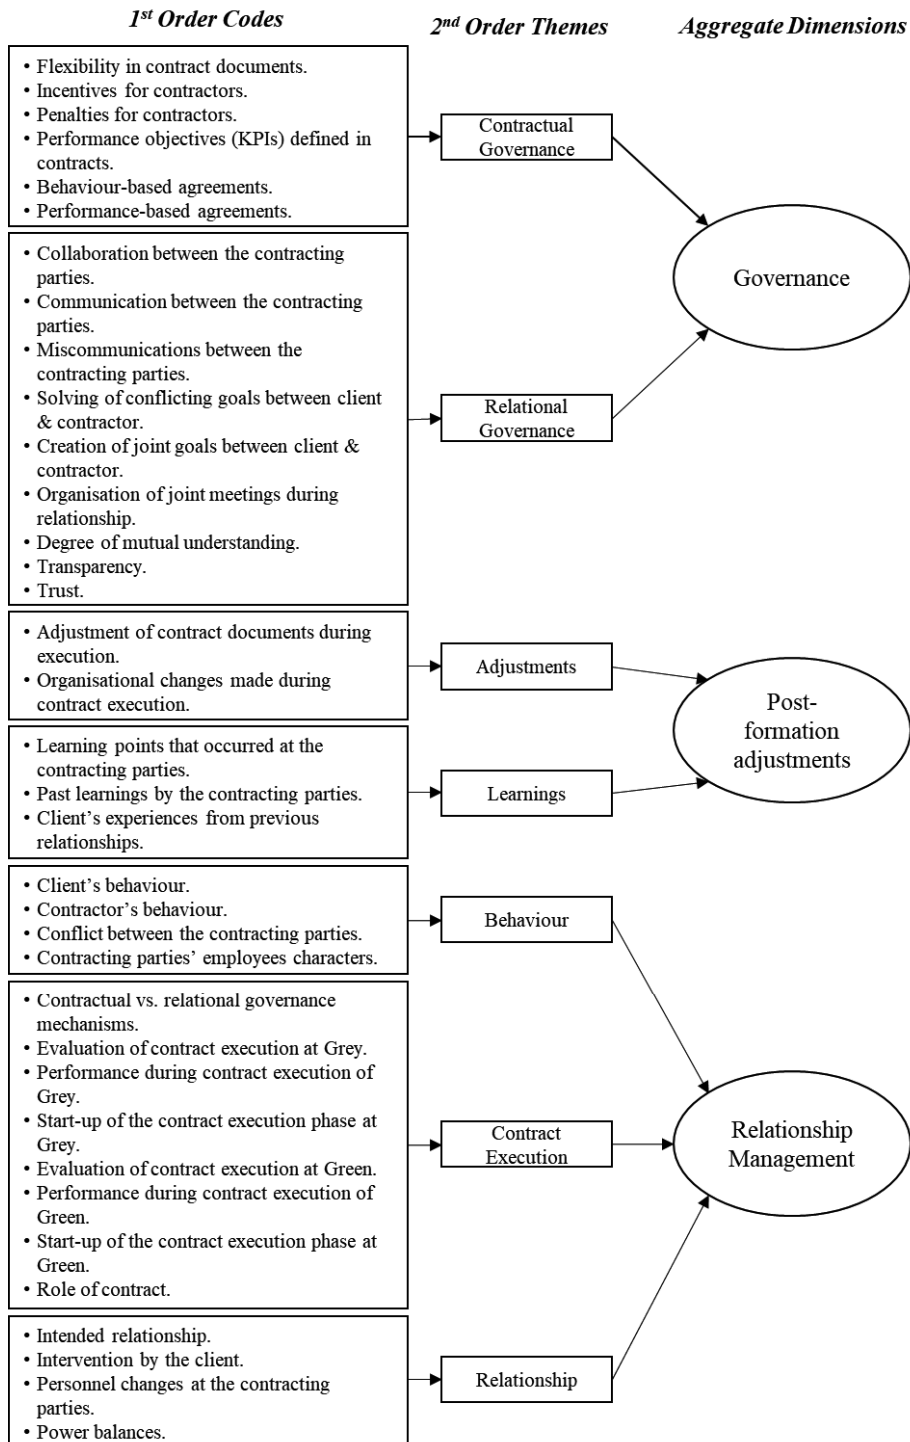 1st Order Codes
2nd Order Themes
Aggregate Dimensions
• Flexibility in contract documents.
• Incentives for contractors.
• Penalties for contractors.
• Performance objectives (KPIs) defined in
contracts.
• Behaviour-based agreements.
• Performance-based agreements.
Contractual
Governance
• Collaboration between the contracting
parties.
• Communication between the contracting
parties.
• Miscommunications between the
contracting parties.
• Solving of conflicting goals between client
& contractor.
• Creation of joint goals between client &
contractor.
• Organisation of joint meetings during
relationship.
• Degree of mutual understanding.
• Transparency.
• Trust.
Relational
Governance
Governance
• Adjustment of contract documents during
execution.
• Organisational changes made during
contract execution.
Adjustments
• Learning points that occurred at the
contracting parties.
• Past learnings by the contracting parties.
• Client's experiences from previous
relationships.
Learnings
Post-
formation
adjustments
• Client's behaviour.
• Contractor's behaviour.
• Conflict between the contracting parties.
• Contracting parties' employees characters.
Behaviour
• Contractual vs. relational governance
mechanisms.
• Evaluation of contract execution at Grey.
• Performance during contract execution of
Grey.
• Start-up of the contract execution phase at
Grey.
• Evaluation of contract execution at Green.
• Performance during contract execution of
Green.
• Start-up of the contract execution phase at
Green.
• Role of contract.
Contract
Execution
• Intended relationship.
• Intervention by the client.
• Personnel changes at the contracting
parties.
• Power balances.
Relationship
Relationship
Management